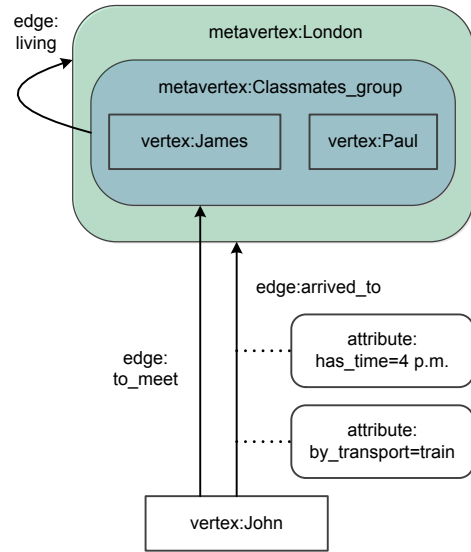 edge:
living
metavertex:London
metavertex:Classmates_group
vertex:James
vertex:Paul
edge:arrived_to
edge:
to_meet
attribute:
has_time=4 p.m.
attribute:
by_transport=train
vertex:John